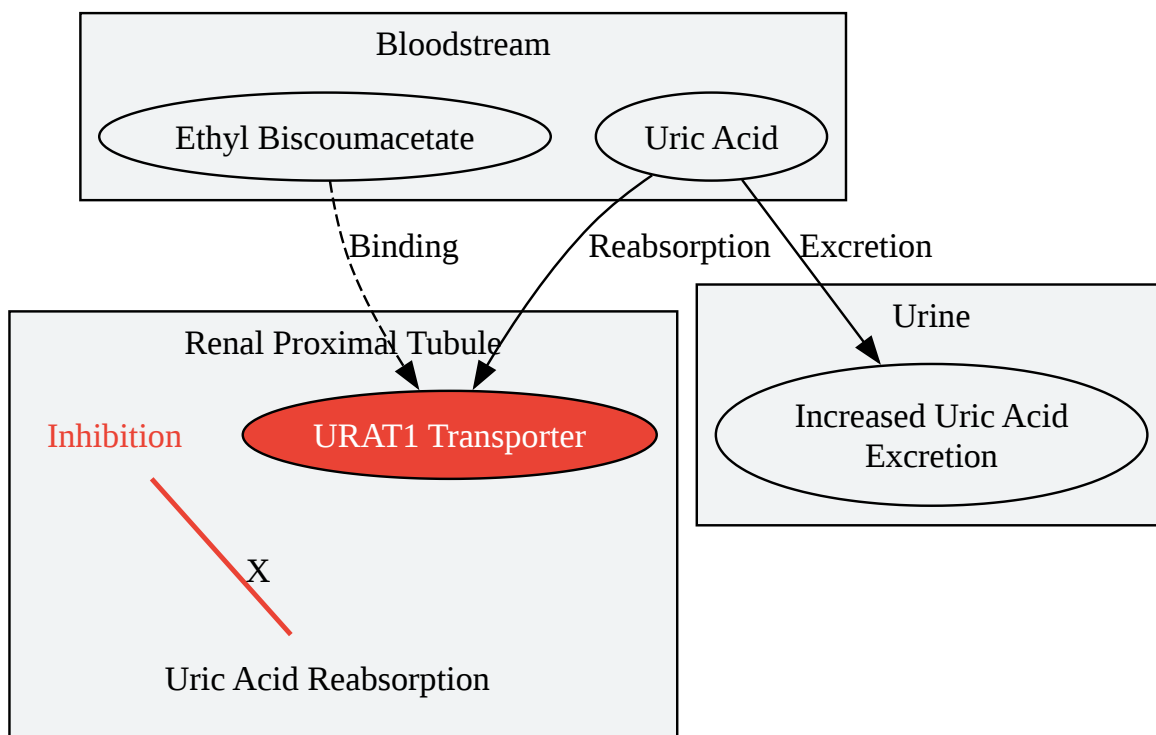 Bloodstream
Ethyl Biscoumacetate
Uric Acid
Binding
Reabsorption
Excretion
Renal Proximal Tubule
Urine
Inhibition
URAT1 Transporter
Increased Uric Acid
Excretion
X
Uric Acid Reabsorption